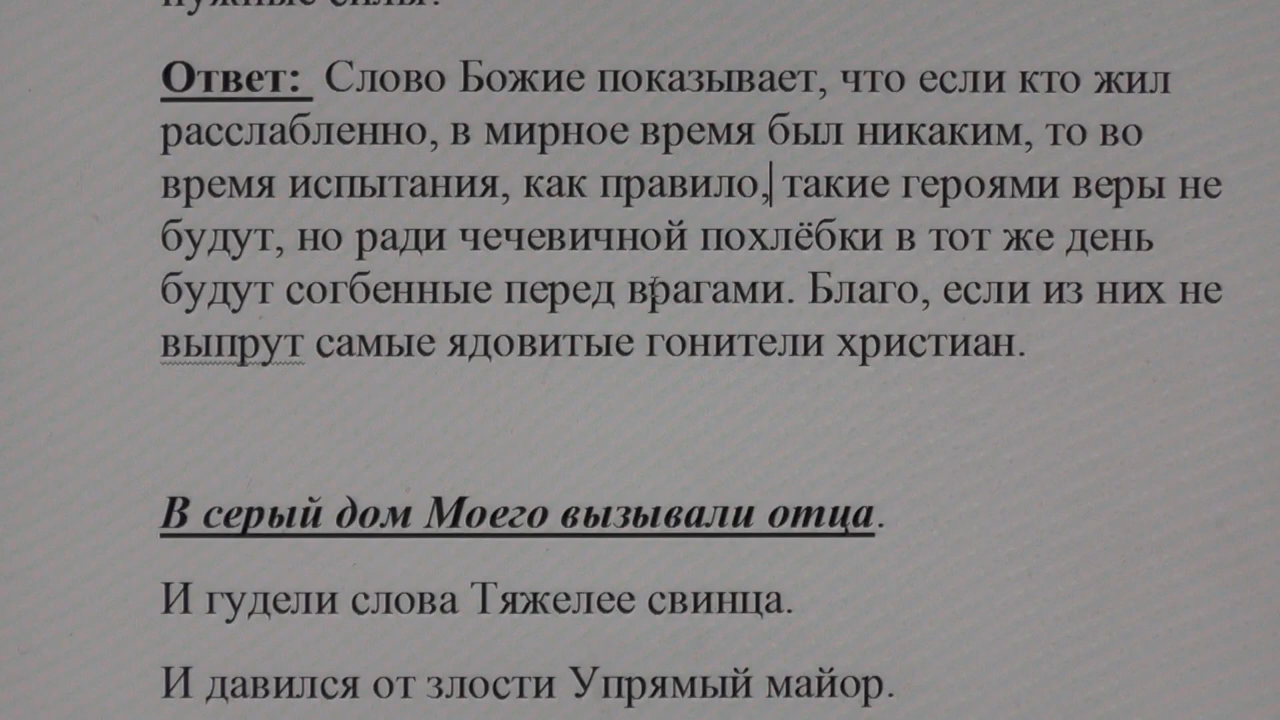 нужные силы?
Ответ: Слово Божие показывает, что если кто жил
расслабленно, в мирное время был никаким, то во
время испытания, как правило, такие героями веры не
будут, но ради чечевичной похлёбки в тот же день
будут согбенные перед врагами. Благо, если из них не
выпрут самые ядовитые гонители христиан.
В серый дом Моего вызывали отца.
И гудели слова Тяжелее свинца.
И давился от злости Упрямый майор.